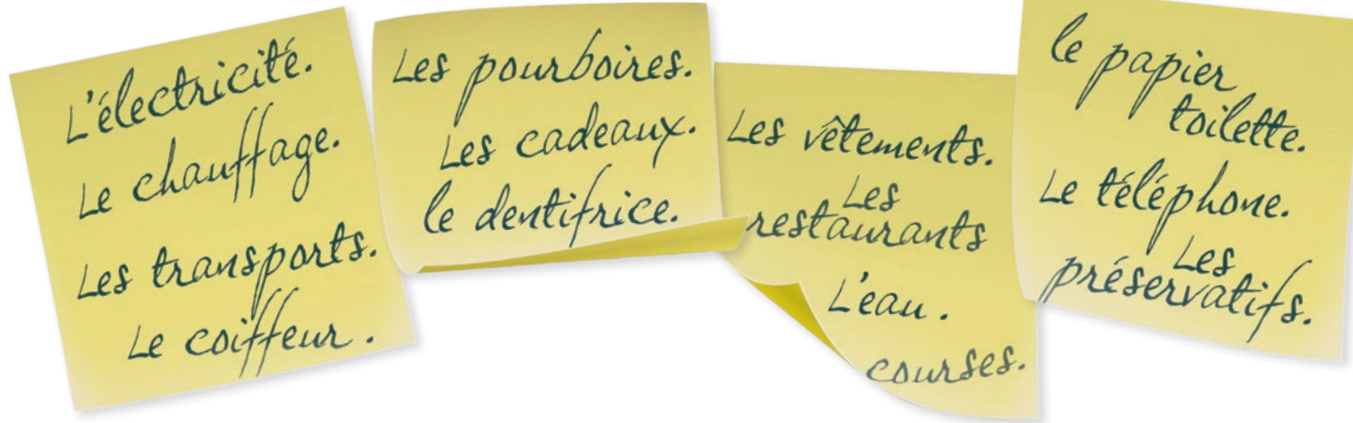 L'électricité.
Le chauffage.
Les transports.
Le coiffeur.
Les pourboires.
Les cadeaux.
le dentifrice.
Les vêtements.
Les
restaurants
L'eau.
courses.
le papier
toilette.
Le téléphone.
Les
préservatifs.